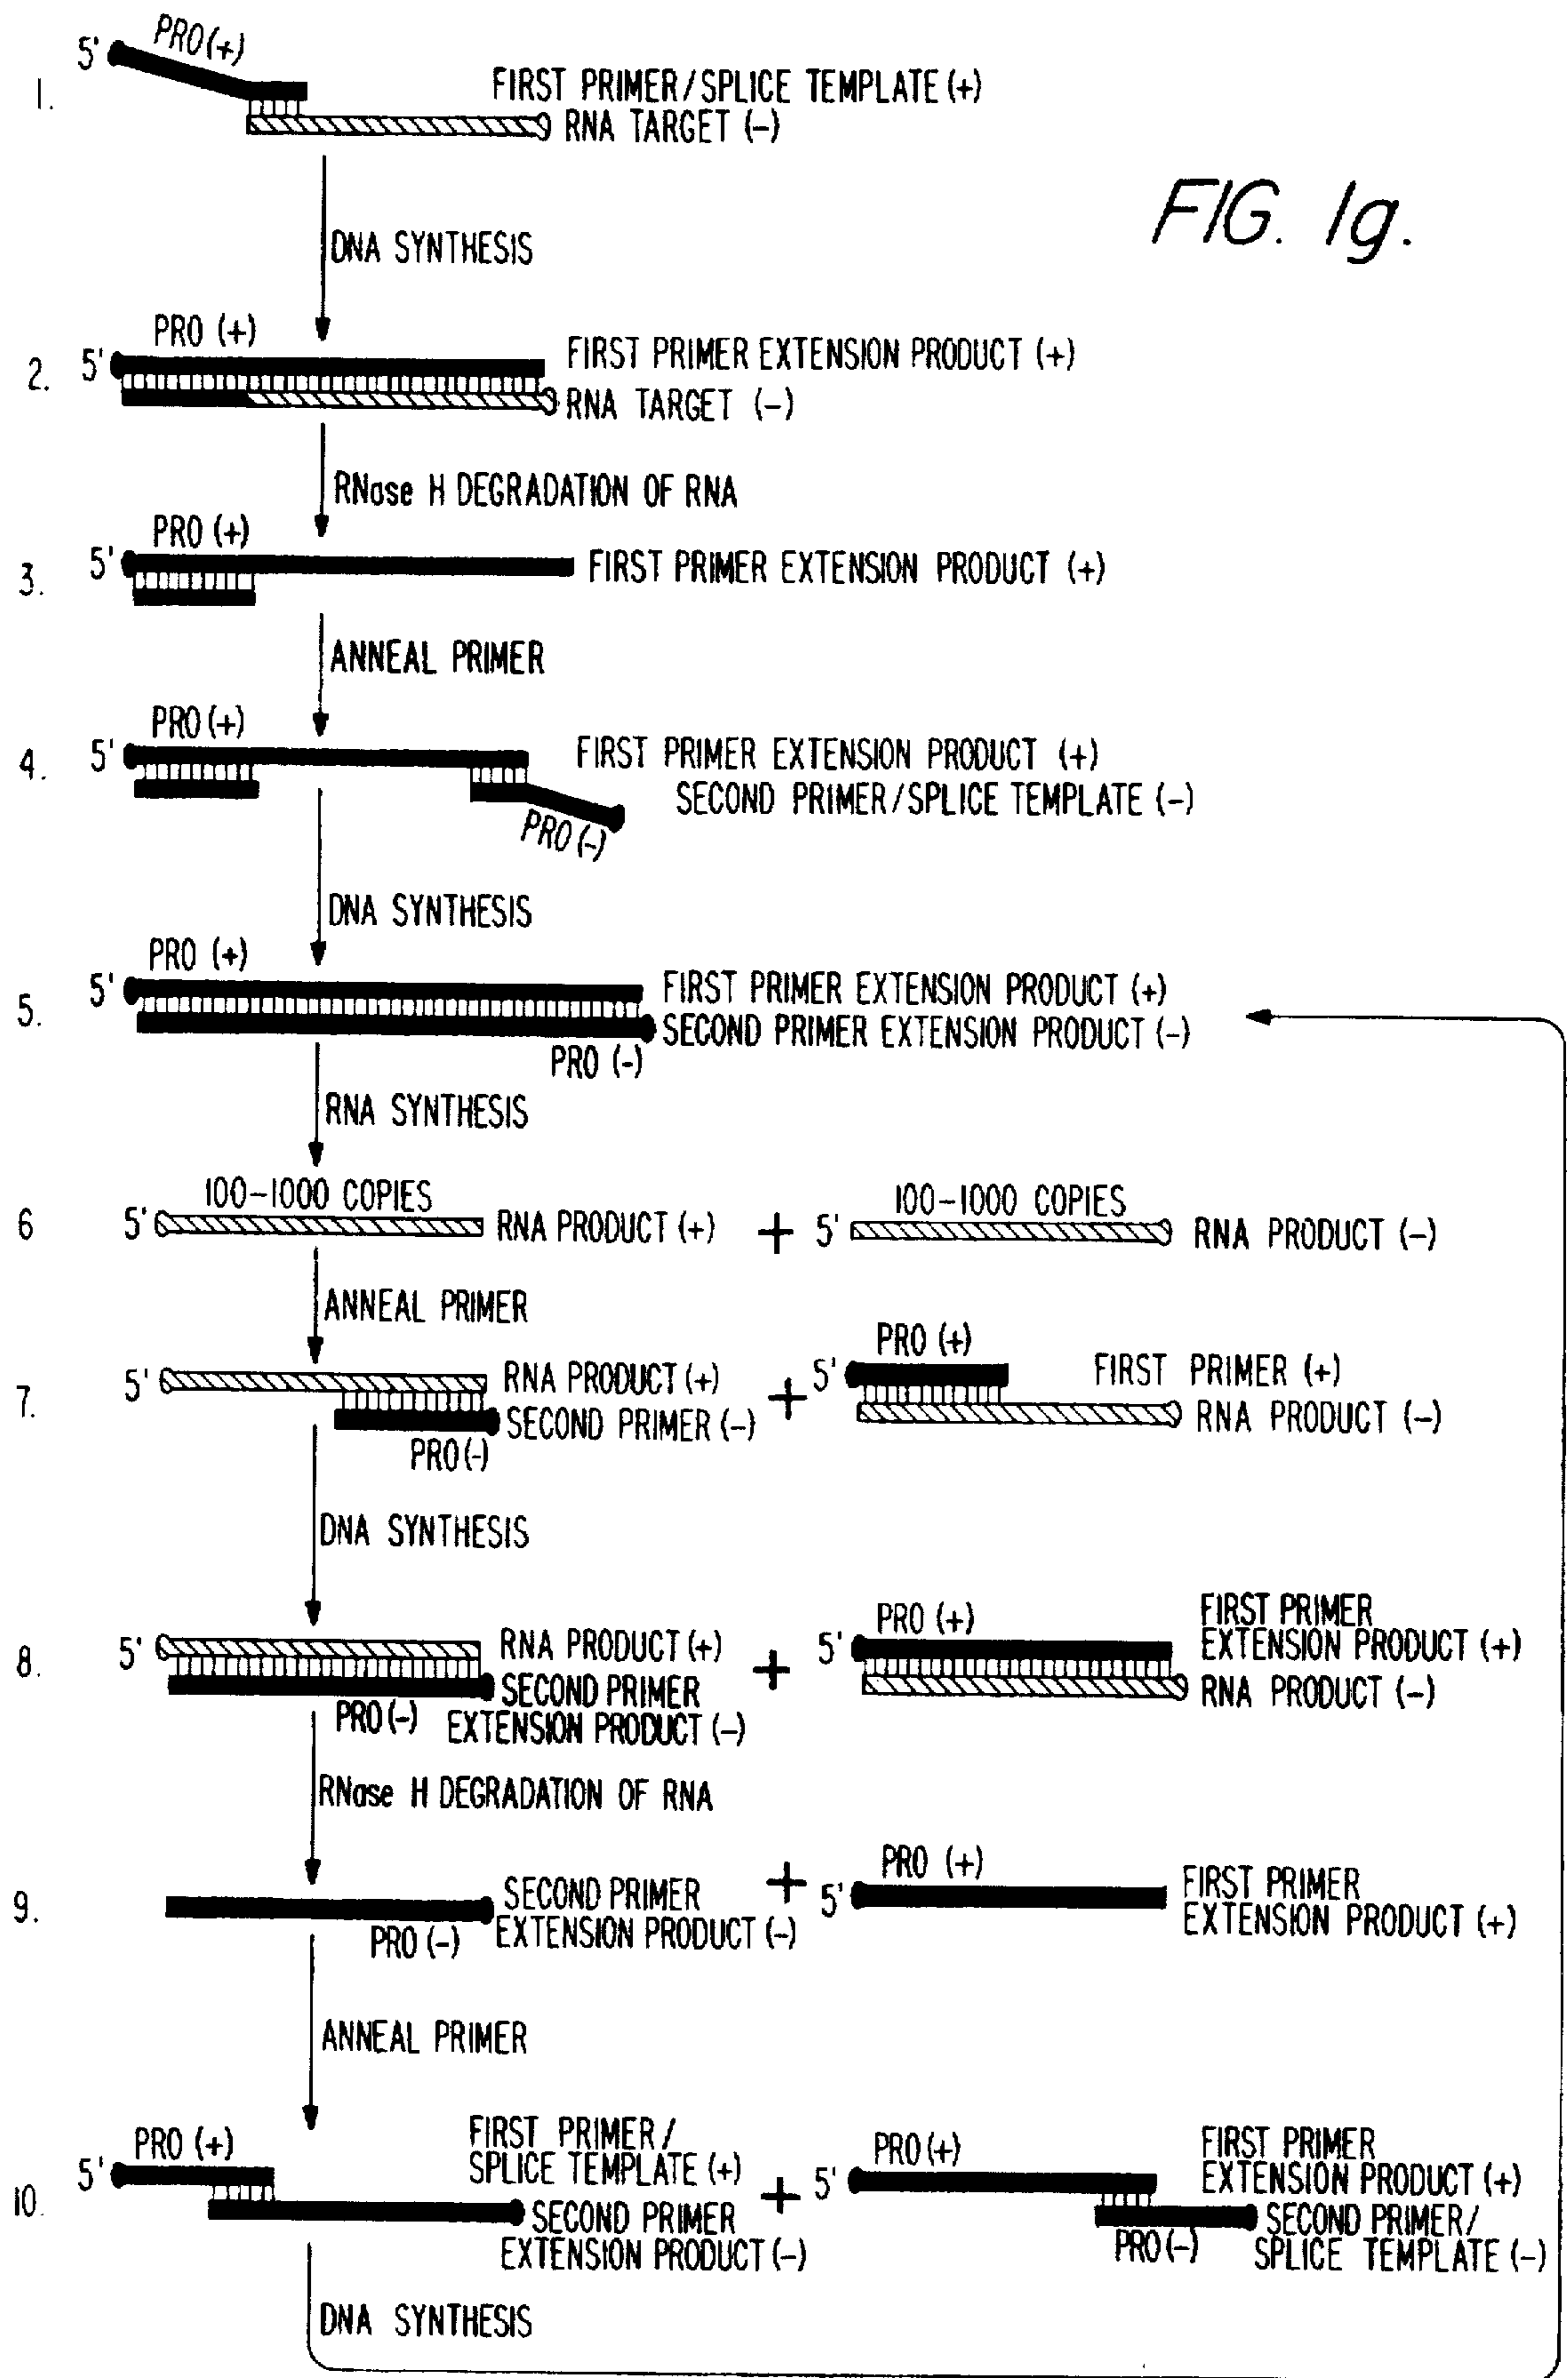 FIG. 1g.
1.
5'
PRO(+)
FIRST PRIMER/SPLICE TEMPLATE (+)
RNA TARGET (-)
DNA SYNTHESIS
2.
PRO (+)
5'
FIRST PRIMER EXTENSION PRODUCT (+)
RNA TARGET (-)
RNase H DEGRADATION OF RNA
3.
PRO (+)
5'
FIRST PRIMER EXTENSION PRODUCT (+)
ANNEAL PRIMER
4.
PRO(+)
5'
FIRST PRIMER EXTENSION PRODUCT (+)
SECOND PRIMER/SPLICE TEMPLATE (-)
PRO(-)
DNA SYNTHESIS
5.
PRO (+)
5'
FIRST PRIMER EXTENSION PRODUCT (+)
SECOND PRIMER EXTENSION PRODUCT (-)
PRO (-)
RNA SYNTHESIS
6
100-1000 COPIES
5'
RNA PRODUCT (+)
+
100-1000 COPIES
5'
RNA PRODUCT (-)
ANNEAL PRIMER
7.
5'
RNA PRODUCT (+)
SECOND PRIMER (-)
PRO(-)
+
PRO (+)
5'
FIRST PRIMER (+)
RNA PRODUCT (-)
DNA SYNTHESIS
8.
5'
RNA PRODUCT (+)
SECOND PRIMER
EXTENSION PRODUCT (-)
PRO(-)
+
PRO (+)
5'
FIRST PRIMER
EXTENSION PRODUCT (+)
RNA PRODUCT (-)
RNase H DEGRADATION OF RNA
9.
SECOND PRIMER
EXTENSION PRODUCT (-)
PRO (-)
+
PRO (+)
5'
FIRST PRIMER
EXTENSION PRODUCT (+)
ANNEAL PRIMER
10.
PRO (+)
5'
FIRST PRIMER/
SPLICE TEMPLATE (+)
SECOND PRIMER
EXTENSION PRODUCT (-)
+
PRO(+)
5'
FIRST PRIMER
EXTENSION PRODUCT (+)
SECOND PRIMER/
SPLICE TEMPLATE (-)
PRO(-)
DNA SYNTHESIS